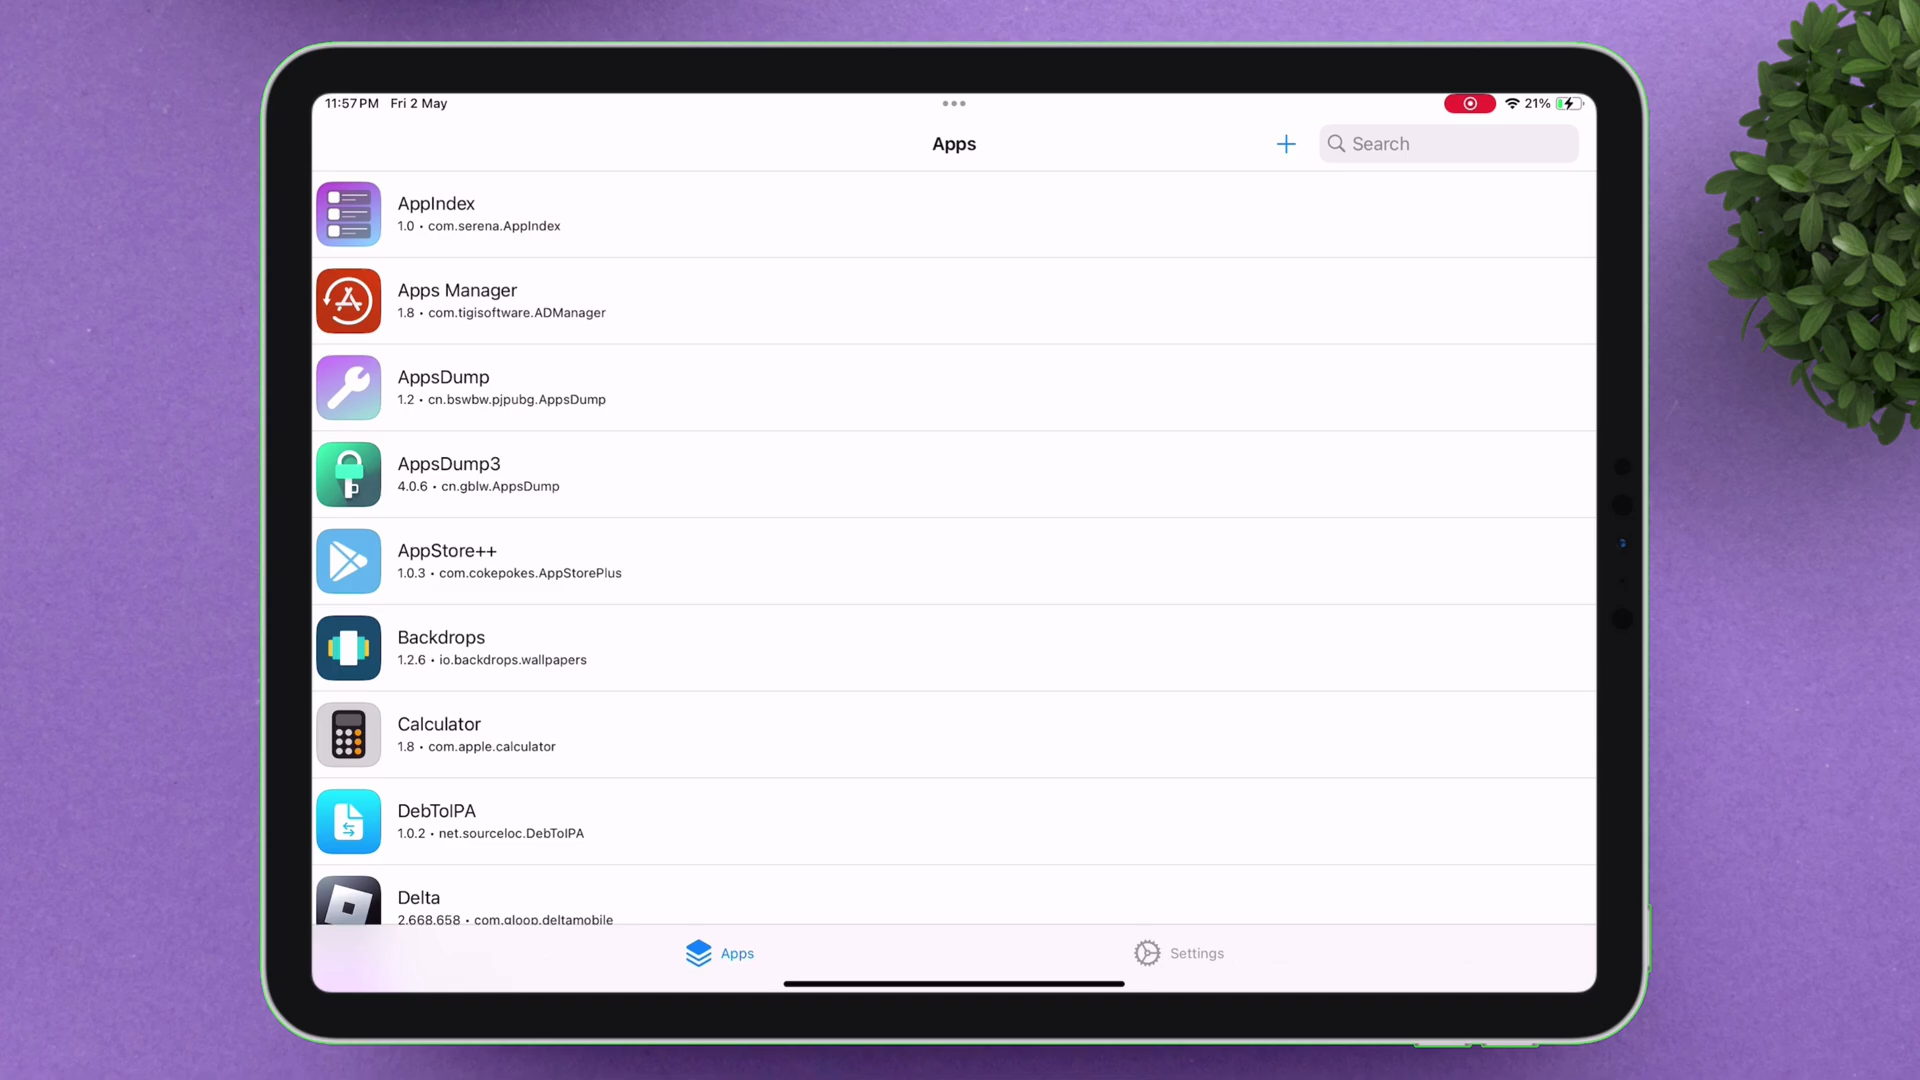 11:57 PM Fri 2 May
21%
Apps
Search
AppIndex
1.0 • com.serena.AppIndex
Apps Manager
1.8 • com.tigisoftware.ADManager
AppsDump
1.2 • cn.bswbw.pjpubg.AppsDump
AppsDump3
4.0.6 • cn.gblw.AppsDump
AppStore++
1.0.3 • com.cokepokes.AppStorePlus
Backdrops
1.2.6 • io.backdrops.wallpapers
Calculator
1.8 • com.apple.calculator
DebToIPA
1.0.2 • net.sourceloc.DebToIPA
Delta
2.668.658 • com.gloop.deltamobile
Apps
Settings